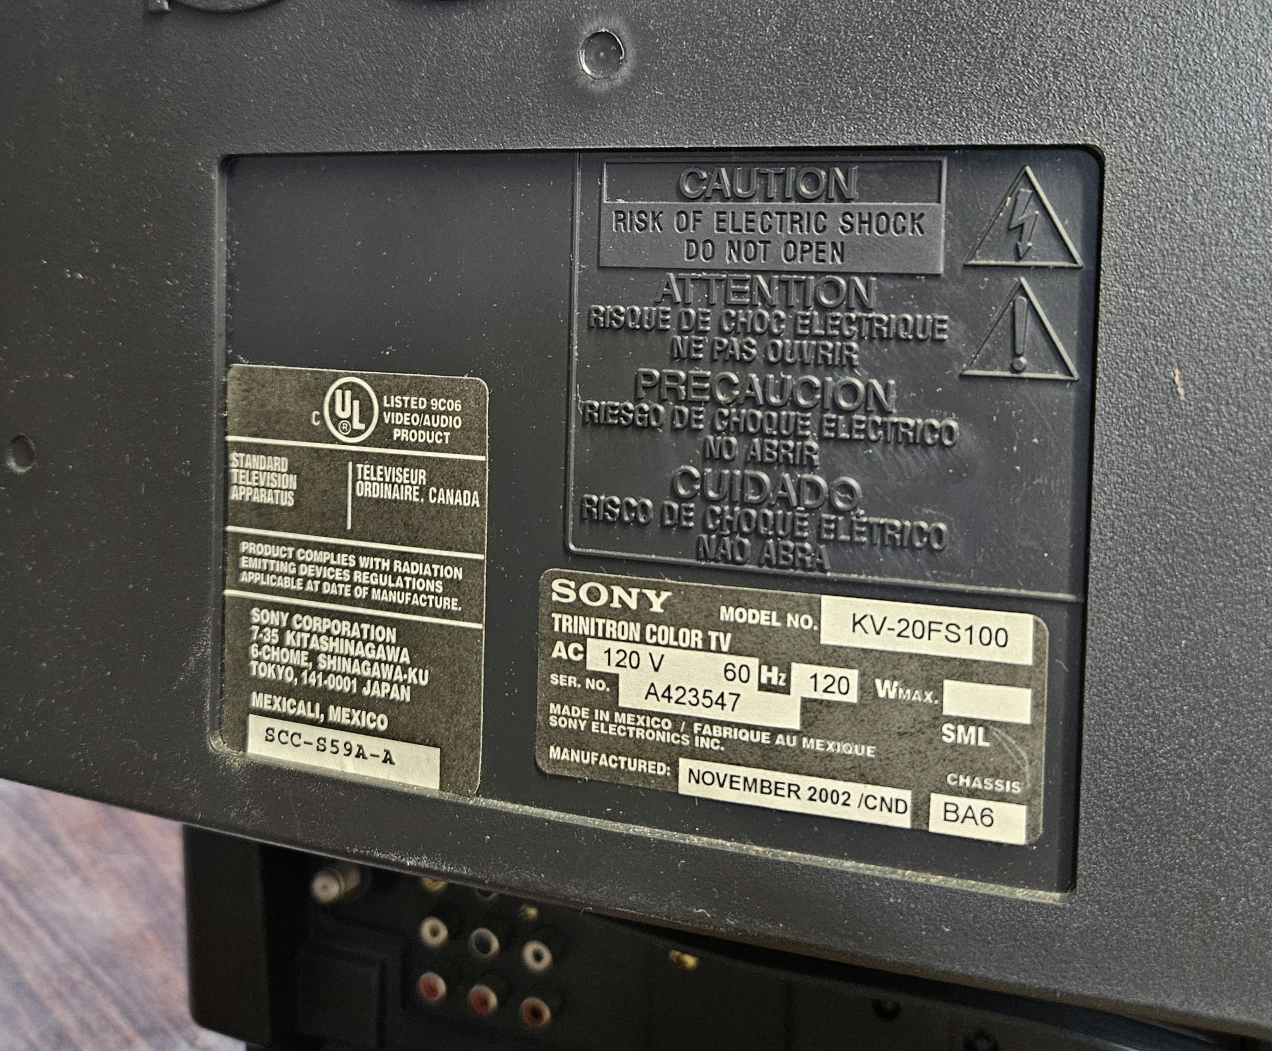 CAUTION
RISK OF ELECTRIC SHOCK
DO NOT OPEN
ATTENTION
RISQUE DE CHOC ELECTRIQUE
NE PAS OUVRIR
PRECAUCION
RIESGO DE CHOQUE ELECTRICO
NO ABRIR
CUIDADO
RISCO DE CHOQUE ELÉTRICO
NÃO ABRA
C UL ® LISTED 9C06
VIDEO/AUDIO
PRODUCT
STANDARD
TELEVISION
APPARATUS
TÉLEVISEUR
ORDINAIRE. CANADA
PRODUCT COMPLIES WITH RADIATION
EMITTING DEVICES REGULATIONS
APPLICABLE AT DATE OF MANUFACTURE.
SONY CORPORATION
7-35 KITASHINAGAWA
6-CHOME, SHINAGAWA-KU
TOKYO, 141-0001 JAPAN
MEXICALI, MEXICO
SCC-S59A-A
SONY MODEL NO. KV-20FS100
TRINITRON COLOR TV
AC 120 V 60 Hz 120 WMAX.
SER. NO. A423547
SML
MADE IN MEXICO / FABRIQUE AU MEXIQUE
SONY ELECTRONICS INC.
MANUFACTURED: NOVEMBER 2002 /CND
CHASSIS
BA6